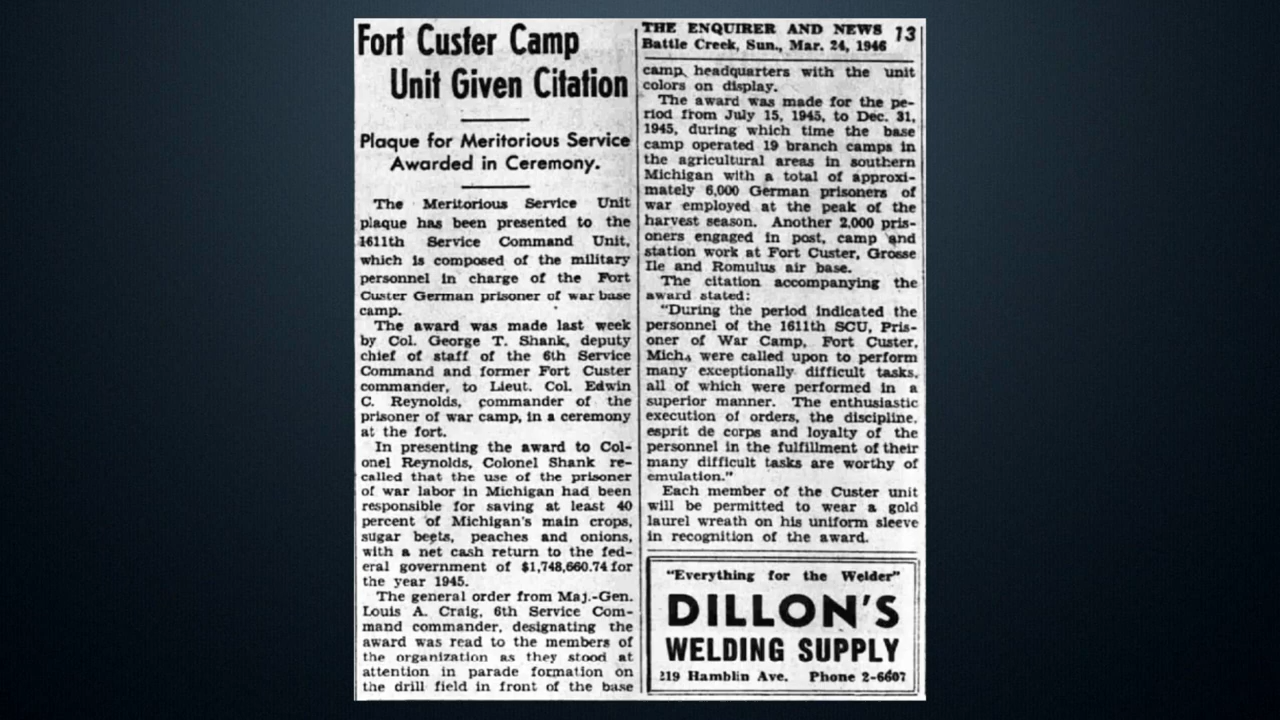 Fort Custer Camp
Unit Given Citation
Plaque for Meritorious Service
Awarded in Ceremony.
The Meritorious Service Unit
plaque has been presented to the
1611th Service Command Unit,
which is composed of the military
personnel in charge of the Fort
Custer German prisoner of war base
camp.
The award was made last week
by Col. George T. Shank, deputy
chief of staff of the 6th Service
Command and former Fort Custer
commander, to Lieut. Col. Edwin
C. Reynolds, commander of the
prisoner of war camp, in a ceremony
at the fort.
In presenting the award to Col-
onel Reynolds, Colonel Shank re-
called that the use of the prisoner
of war labor in Michigan had been
responsible for saving at least 40
percent of Michigan's main crops,
sugar beets, peaches and onions,
with a net cash return to the fed-
eral government of $1,748,660.74 for
the year 1945.
The general order from Maj.-Gen.
Louis A. Craig, 6th Service Com-
mand commander, designating the
award was read to the members of
the organization as they stood at
attention in parade formation on
the drill field in front of the base
THE ENQUIRER AND NEWS 13
Battle Creek, Sun., Mar. 24, 1946
camp headquarters with the unit
colors on display.
The award was made for the pe-
riod from July 15, 1945, to Dec. 31,
1945, during which time the base
camp operated 19 branch camps in
the agricultural areas in southern
Michigan with a total of approxi-
mately 6,000 German prisoners of
war employed at the peak of the
harvest season. Another 2,000 pris-
oners engaged in post, camp and
station work at Fort Custer, Grosse
Ile and Romulus air base.
The citation accompanying the
award stated:
"During the period indicated the
personnel of the 1611th SCU, Pris-
oner of War Camp, Fort Custer,
Mich., were called upon to perform
many exceptionally difficult tasks,
all of which were performed in a
superior manner. The enthusiastic
execution of orders, the discipline,
esprit de corps and loyalty of the
personnel in the fulfillment of their
many difficult tasks are worthy of
emulation."
Each member of the Custer unit
will be permitted to wear a gold
laurel wreath on his uniform sleeve
in recognition of the award.
"Everything for the Welder"
DILLON'S
WELDING SUPPLY
219 Hamblin Ave. Phone 2-6607